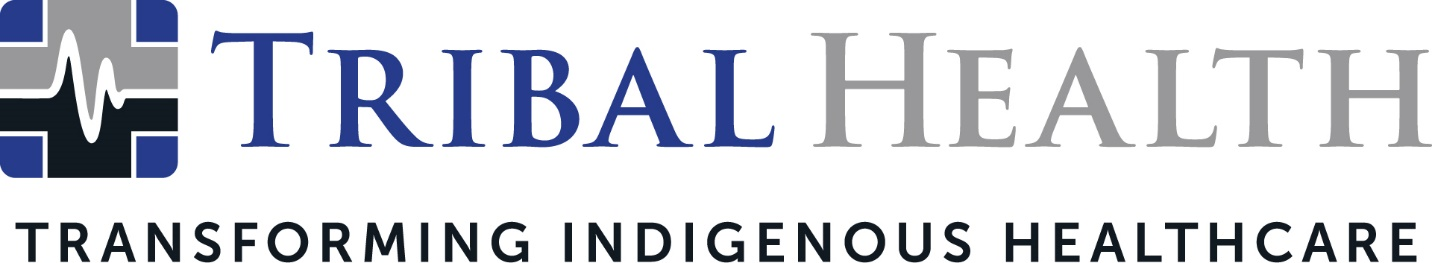 TRIBAL HEALTH
TRANSFORMING INDIGENOUS HEALTHCARE